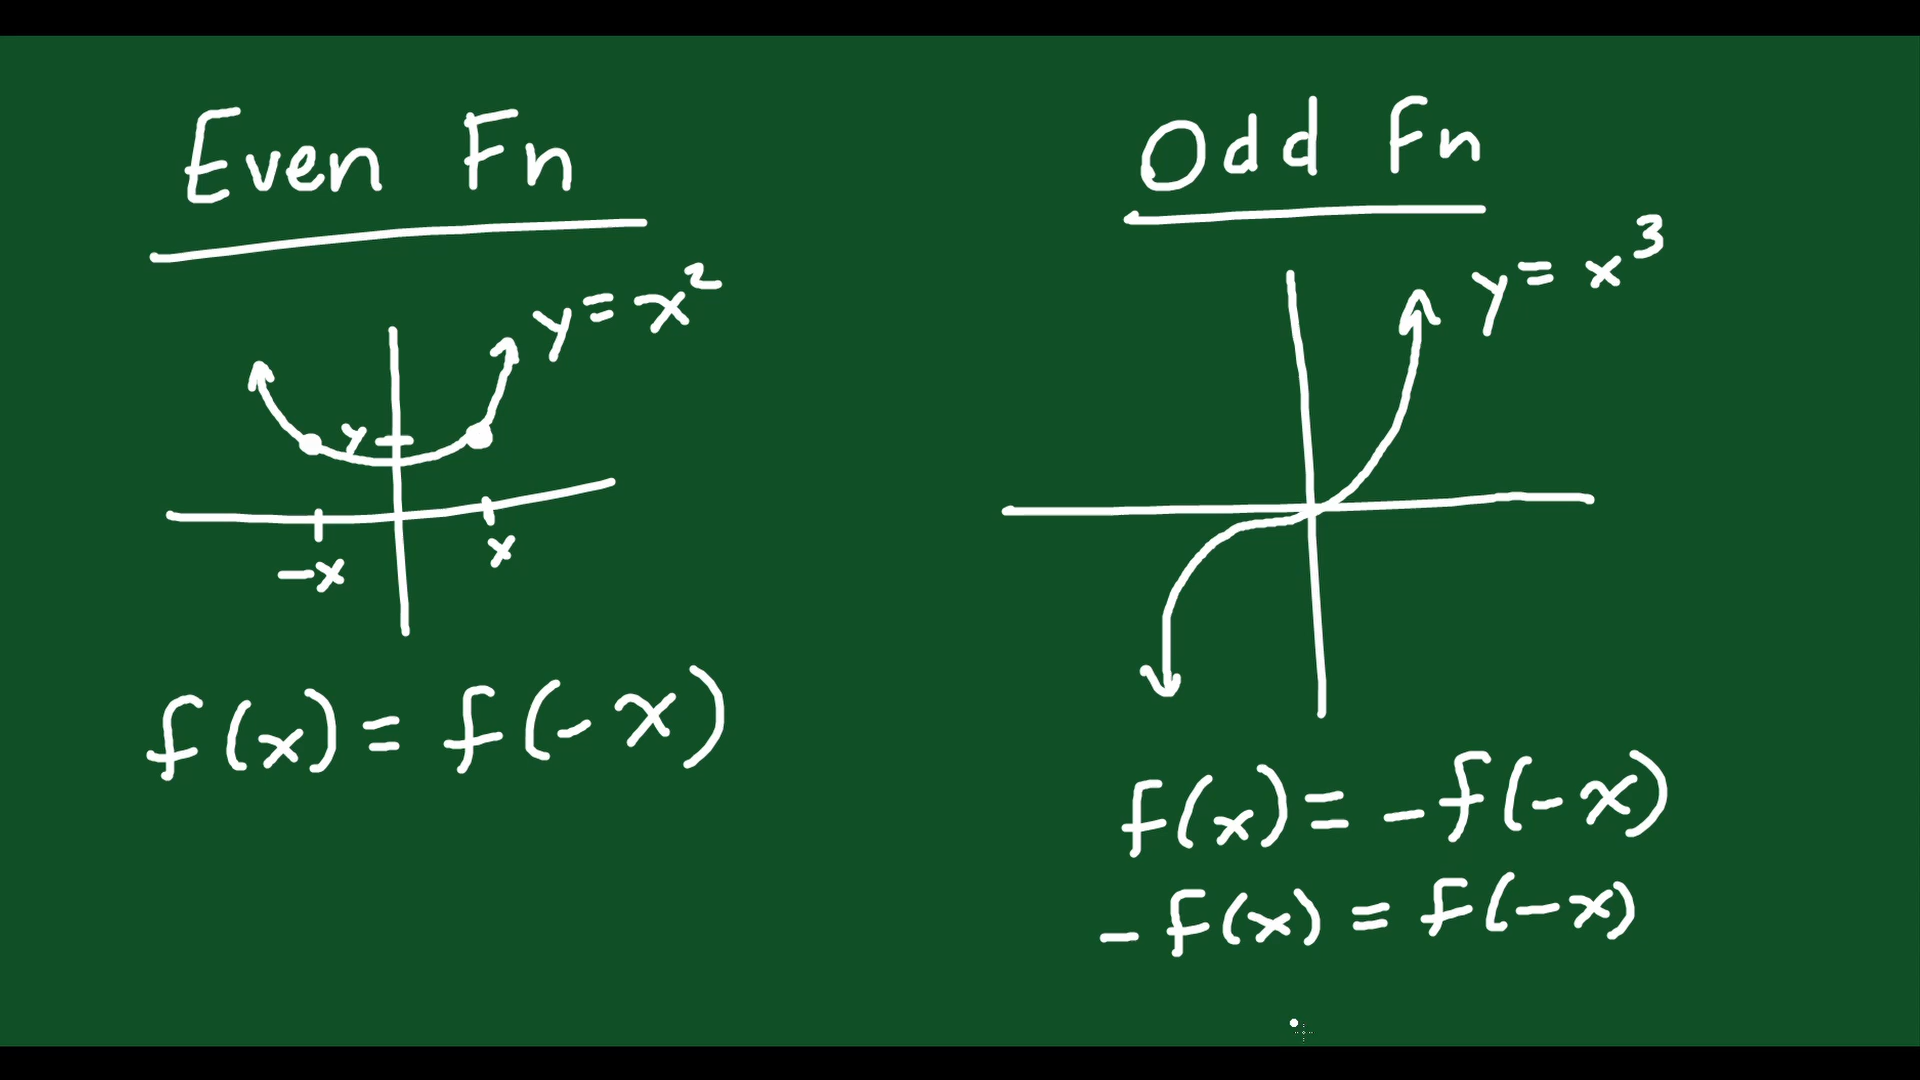 Even Fn
y = x²
y
-x
x
f(x) = f(-x)
Odd Fn
y = x³
f(x) = -f(-x)
-f(x) = f(-x)